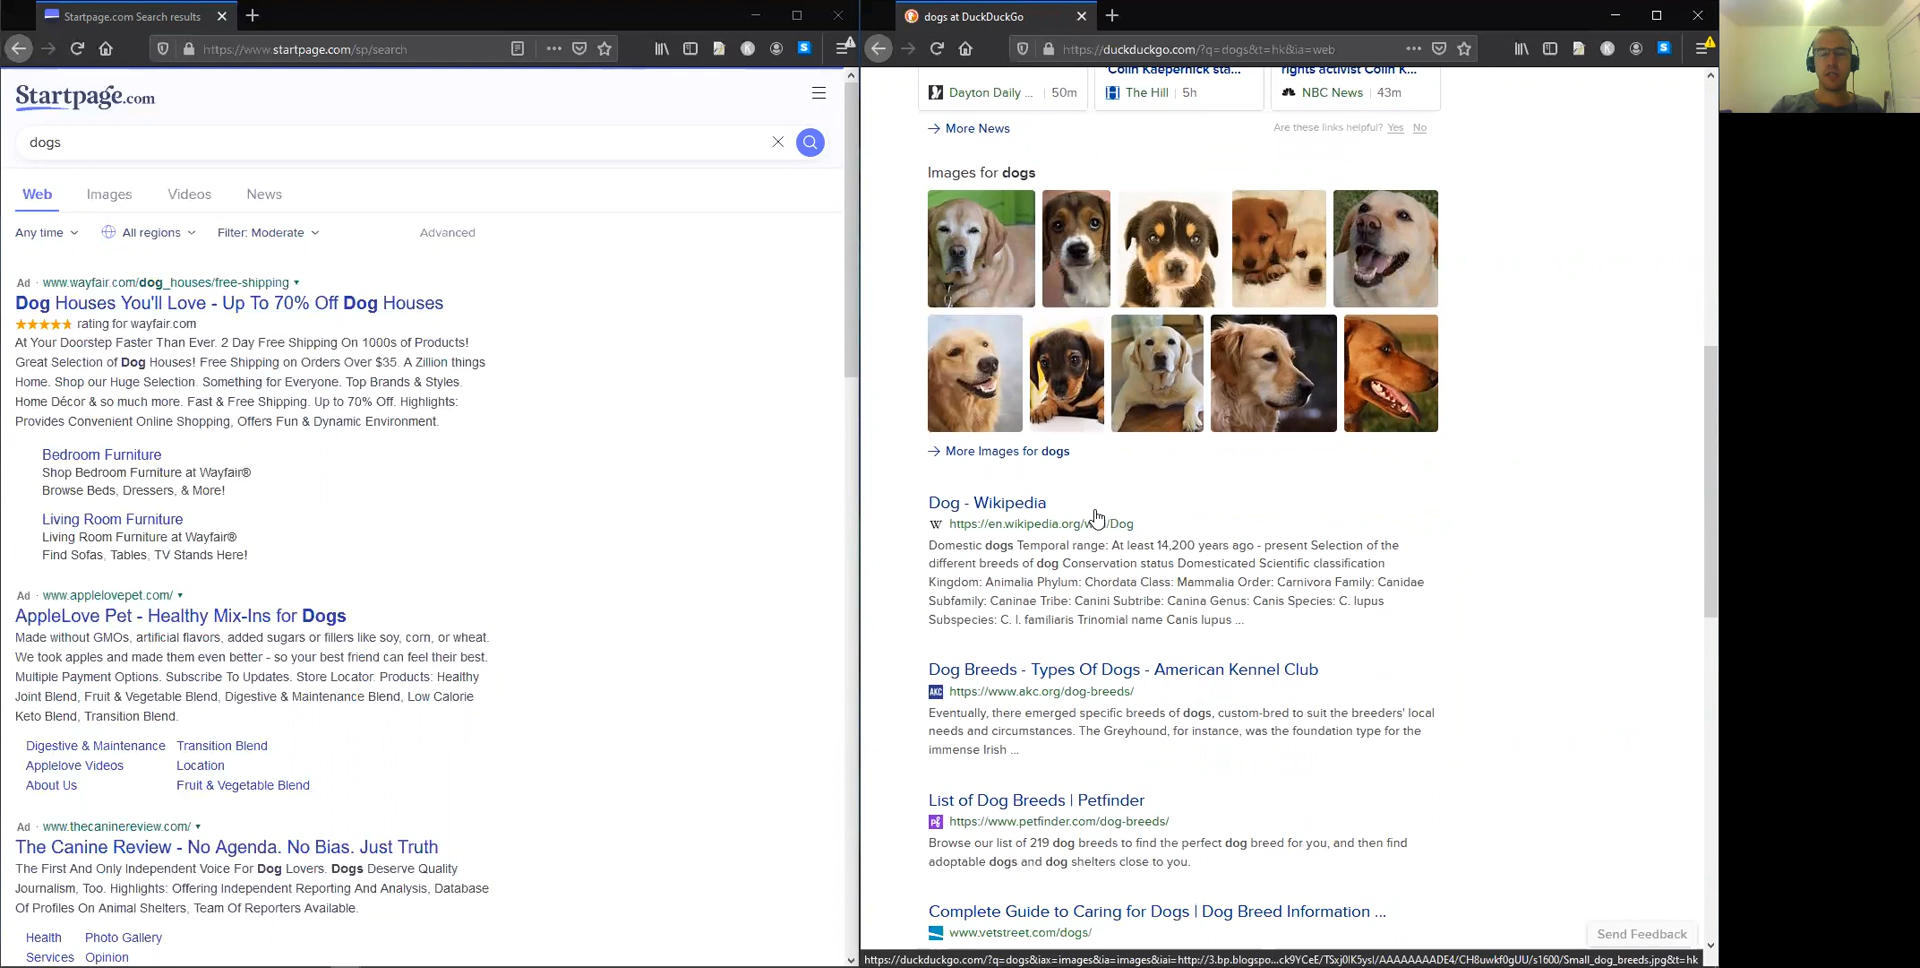 Startpage.com Search results
https://www.startpage.com/sp/search
Startpage.com
dogs
Web Images Videos News
Any time All regions Filter: Moderate Advanced
Ad · www.wayfair.com/dog_houses/free-shipping
Dog Houses You'll Love - Up To 70% Off Dog Houses
rating for wayfair.com
At Your Doorstep Faster Than Ever. 2 Day Free Shipping On 1000s of Products!
Great Selection of Dog Houses! Free Shipping on Orders Over $35. A Zillion things
Home. Shop our Huge Selection. Something for Everyone. Top Brands & Styles.
Home Décor & so much more. Fast & Free Shipping. Up to 70% Off. Highlights:
Provides Convenient Online Shopping, Offers Fun & Dynamic Environment.
Bedroom Furniture
Shop Bedroom Furniture at Wayfair®
Browse Beds, Dressers, & More!
Living Room Furniture
Living Room Furniture at Wayfair®
Find Sofas, Tables, TV Stands Here!
Ad · www.applelovepet.com/
AppleLove Pet - Healthy Mix-Ins for Dogs
Made without GMOs, artificial flavors, added sugars or fillers like soy, corn, or wheat.
We took apples and made them even better - so your best friend can feel their best.
Multiple Payment Options. Subscribe To Updates. Store Locator. Products: Healthy
Joint Blend, Fruit & Vegetable Blend, Digestive & Maintenance Blend, Low Calorie
Keto Blend, Transition Blend.
Digestive & Maintenance Transition Blend
Applelove Videos Location
About Us Fruit & Vegetable Blend
Ad · www.thecaninereview.com/
The Canine Review - No Agenda. No Bias. Just Truth
The First And Only Independent Voice For Dog Lovers. Dogs Deserve Quality
Journalism, Too. Highlights: Offering Independent Reporting And Analysis, Database
Of Profiles On Animal Shelters, Team Of Reporters Available.
Health Photo Gallery
Services Opinion
dogs at DuckDuckGo
https://duckduckgo.com/?q=dogs&t=hk&ia=web
'Colin Kaepernick sta... rights activist Colin K...
Dayton Daily ... 50m The Hill 5h NBC News 43m
More News Are these links helpful? Yes No
Images for dogs
More Images for dogs
Dog - Wikipedia
W https://en.wikipedia.org/w /Dog
Domestic dogs Temporal range: At least 14,200 years ago - present Selection of the
different breeds of dog Conservation status Domesticated Scientific classification
Kingdom: Animalia Phylum: Chordata Class: Mammalia Order: Carnivora Family: Canidae
Subfamily: Caninae Tribe: Canini Subtribe: Canina Genus: Canis Species: C. lupus
Subspecies: C. l. familiaris Trinomial name Canis lupus ...
Dog Breeds - Types Of Dogs - American Kennel Club
AKC https://www.akc.org/dog-breeds/
Eventually, there emerged specific breeds of dogs, custom-bred to suit the breeders' local
needs and circumstances. The Greyhound, for instance, was the foundation type for the
immense Irish ...
List of Dog Breeds | Petfinder
https://www.petfinder.com/dog-breeds/
Browse our list of 219 dog breeds to find the perfect dog breed for you, and then find
adoptable dogs and dog shelters close to you.
Complete Guide to Caring for Dogs | Dog Breed Information ...
www.vetstreet.com/dogs/
Send Feedback